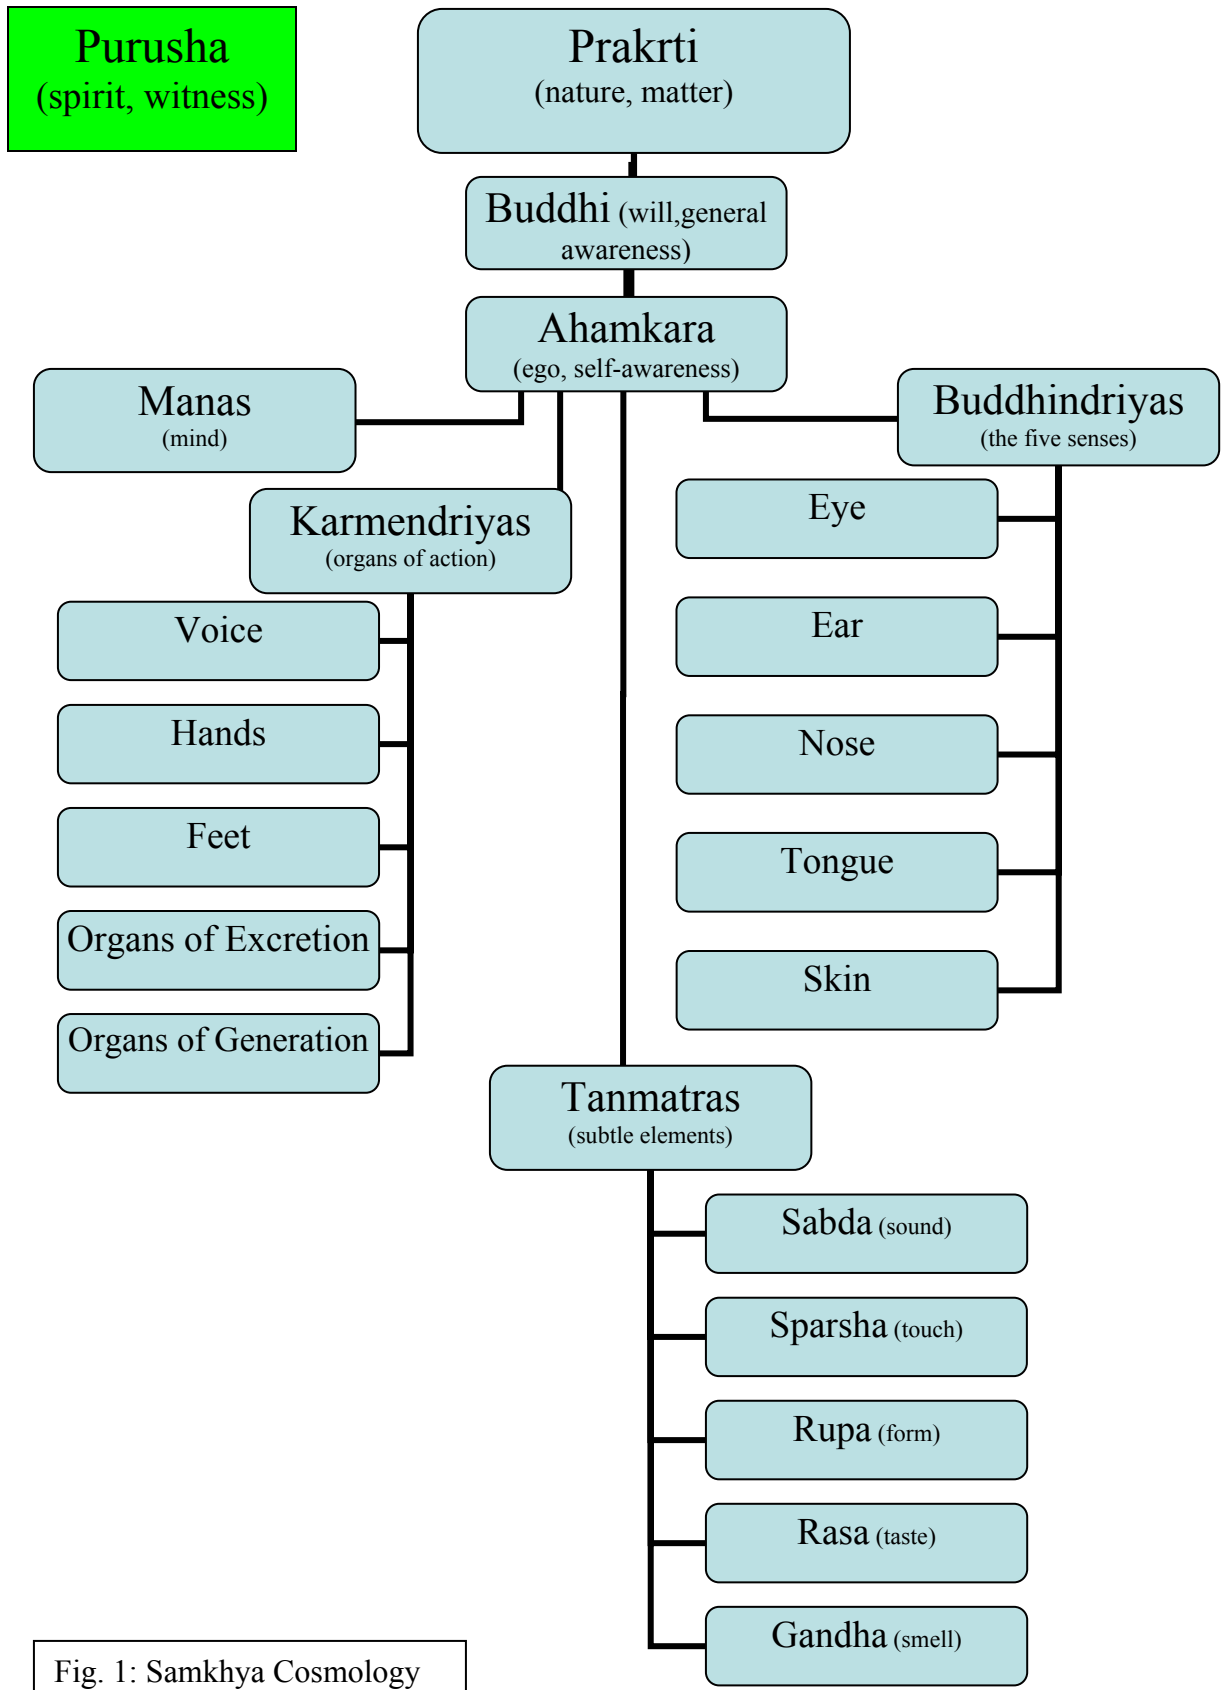 Purusha
(spirit, witness)
Prakrti
(nature, matter)
Buddhi (will,general
awareness)
Ahamkara
(ego, self-awareness)
Manas
(mind)
Buddhindriyas
(the five senses)
Karmendriyas
(organs of action)
Voice
Hands
Feet
Organs of Excretion
Organs of Generation
Eye
Ear
Nose
Tongue
Skin
Tanmatras
(subtle elements)
Sabda (sound)
Sparsha (touch)
Rupa (form)
Rasa (taste)
Gandha (smell)
Fig. 1: Samkhya Cosmology